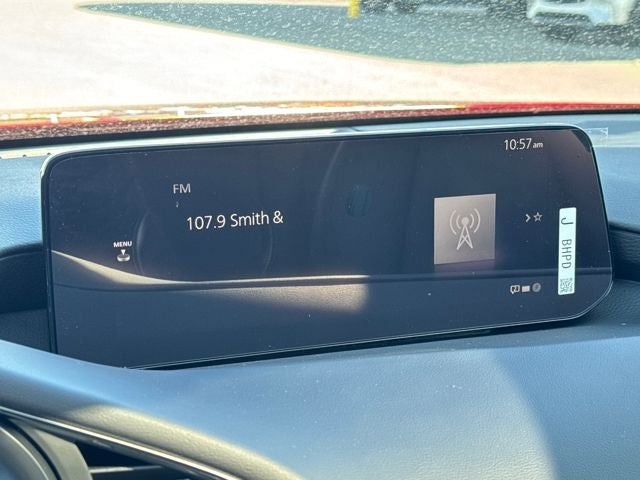 10:57 am
FM
107.9 Smith &
MENU
J BHPD